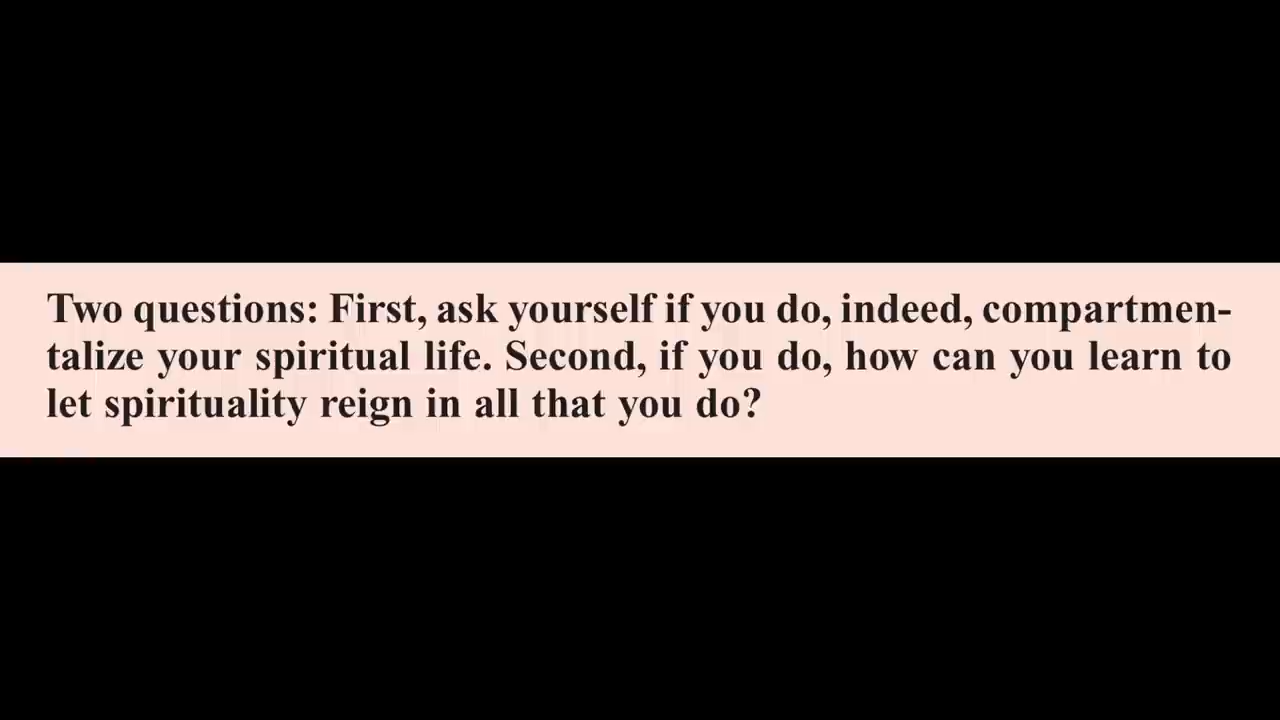 Two questions: First, ask yourself if you do, indeed, compartmen-
talize your spiritual life. Second, if you do, how can you learn to
let spirituality reign in all that you do?